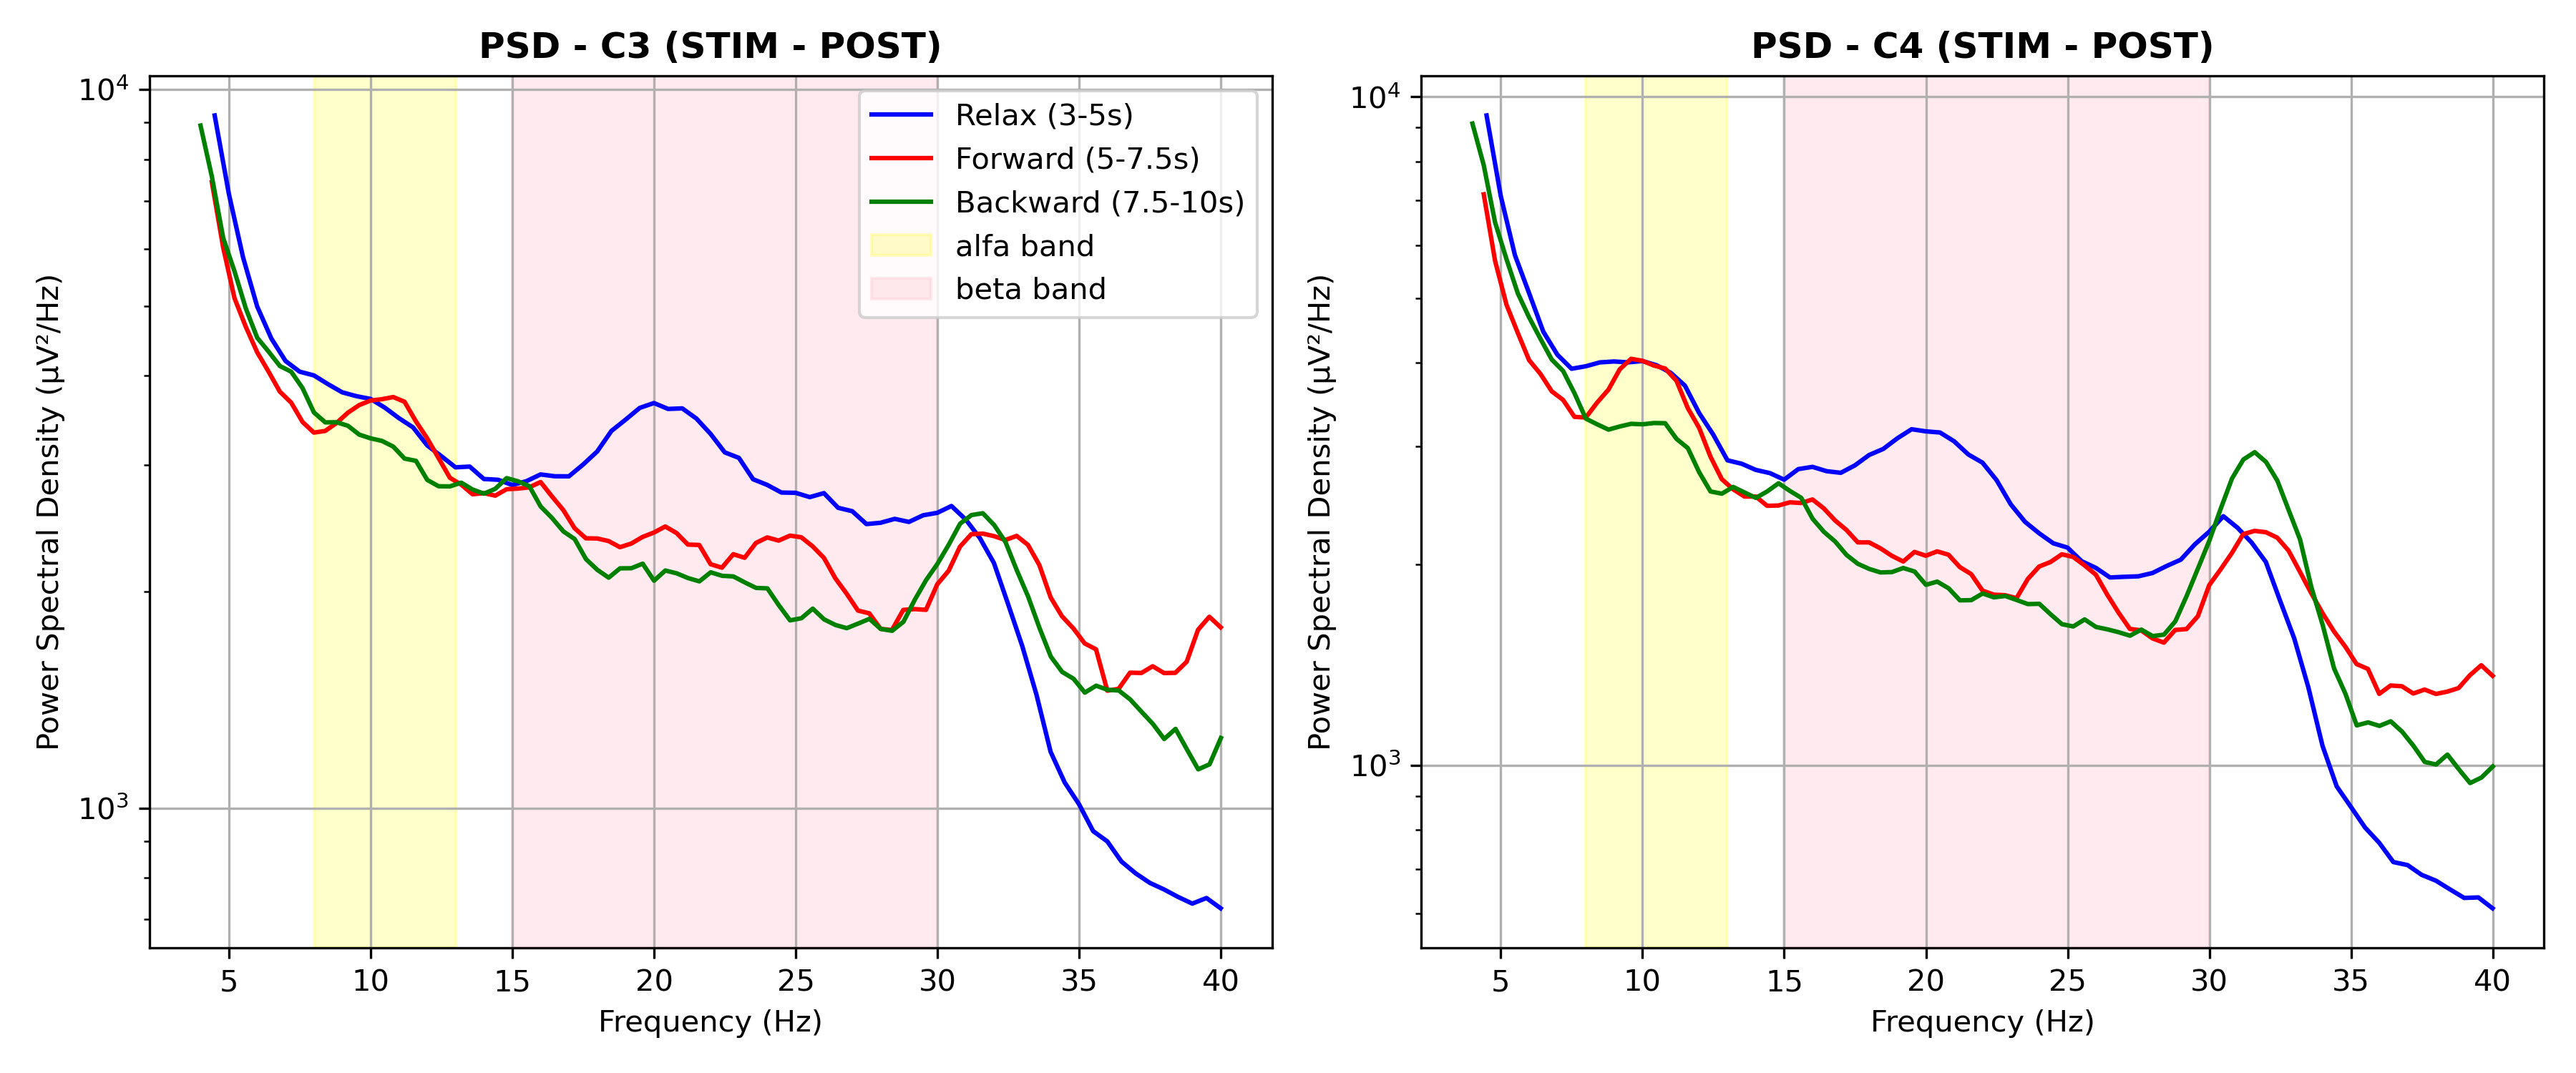 PSD - C3 (STIM - POST)
10⁴
10³
Power Spectral Density (µV²/Hz)
Relax (3-5s)
Forward (5-7.5s)
Backward (7.5-10s)
alfa band
beta band
5 10 15 20 25 30 35 40
Frequency (Hz)
PSD - C4 (STIM - POST)
10⁴
10³
Power Spectral Density (µV²/Hz)
5 10 15 20 25 30 35 40
Frequency (Hz)